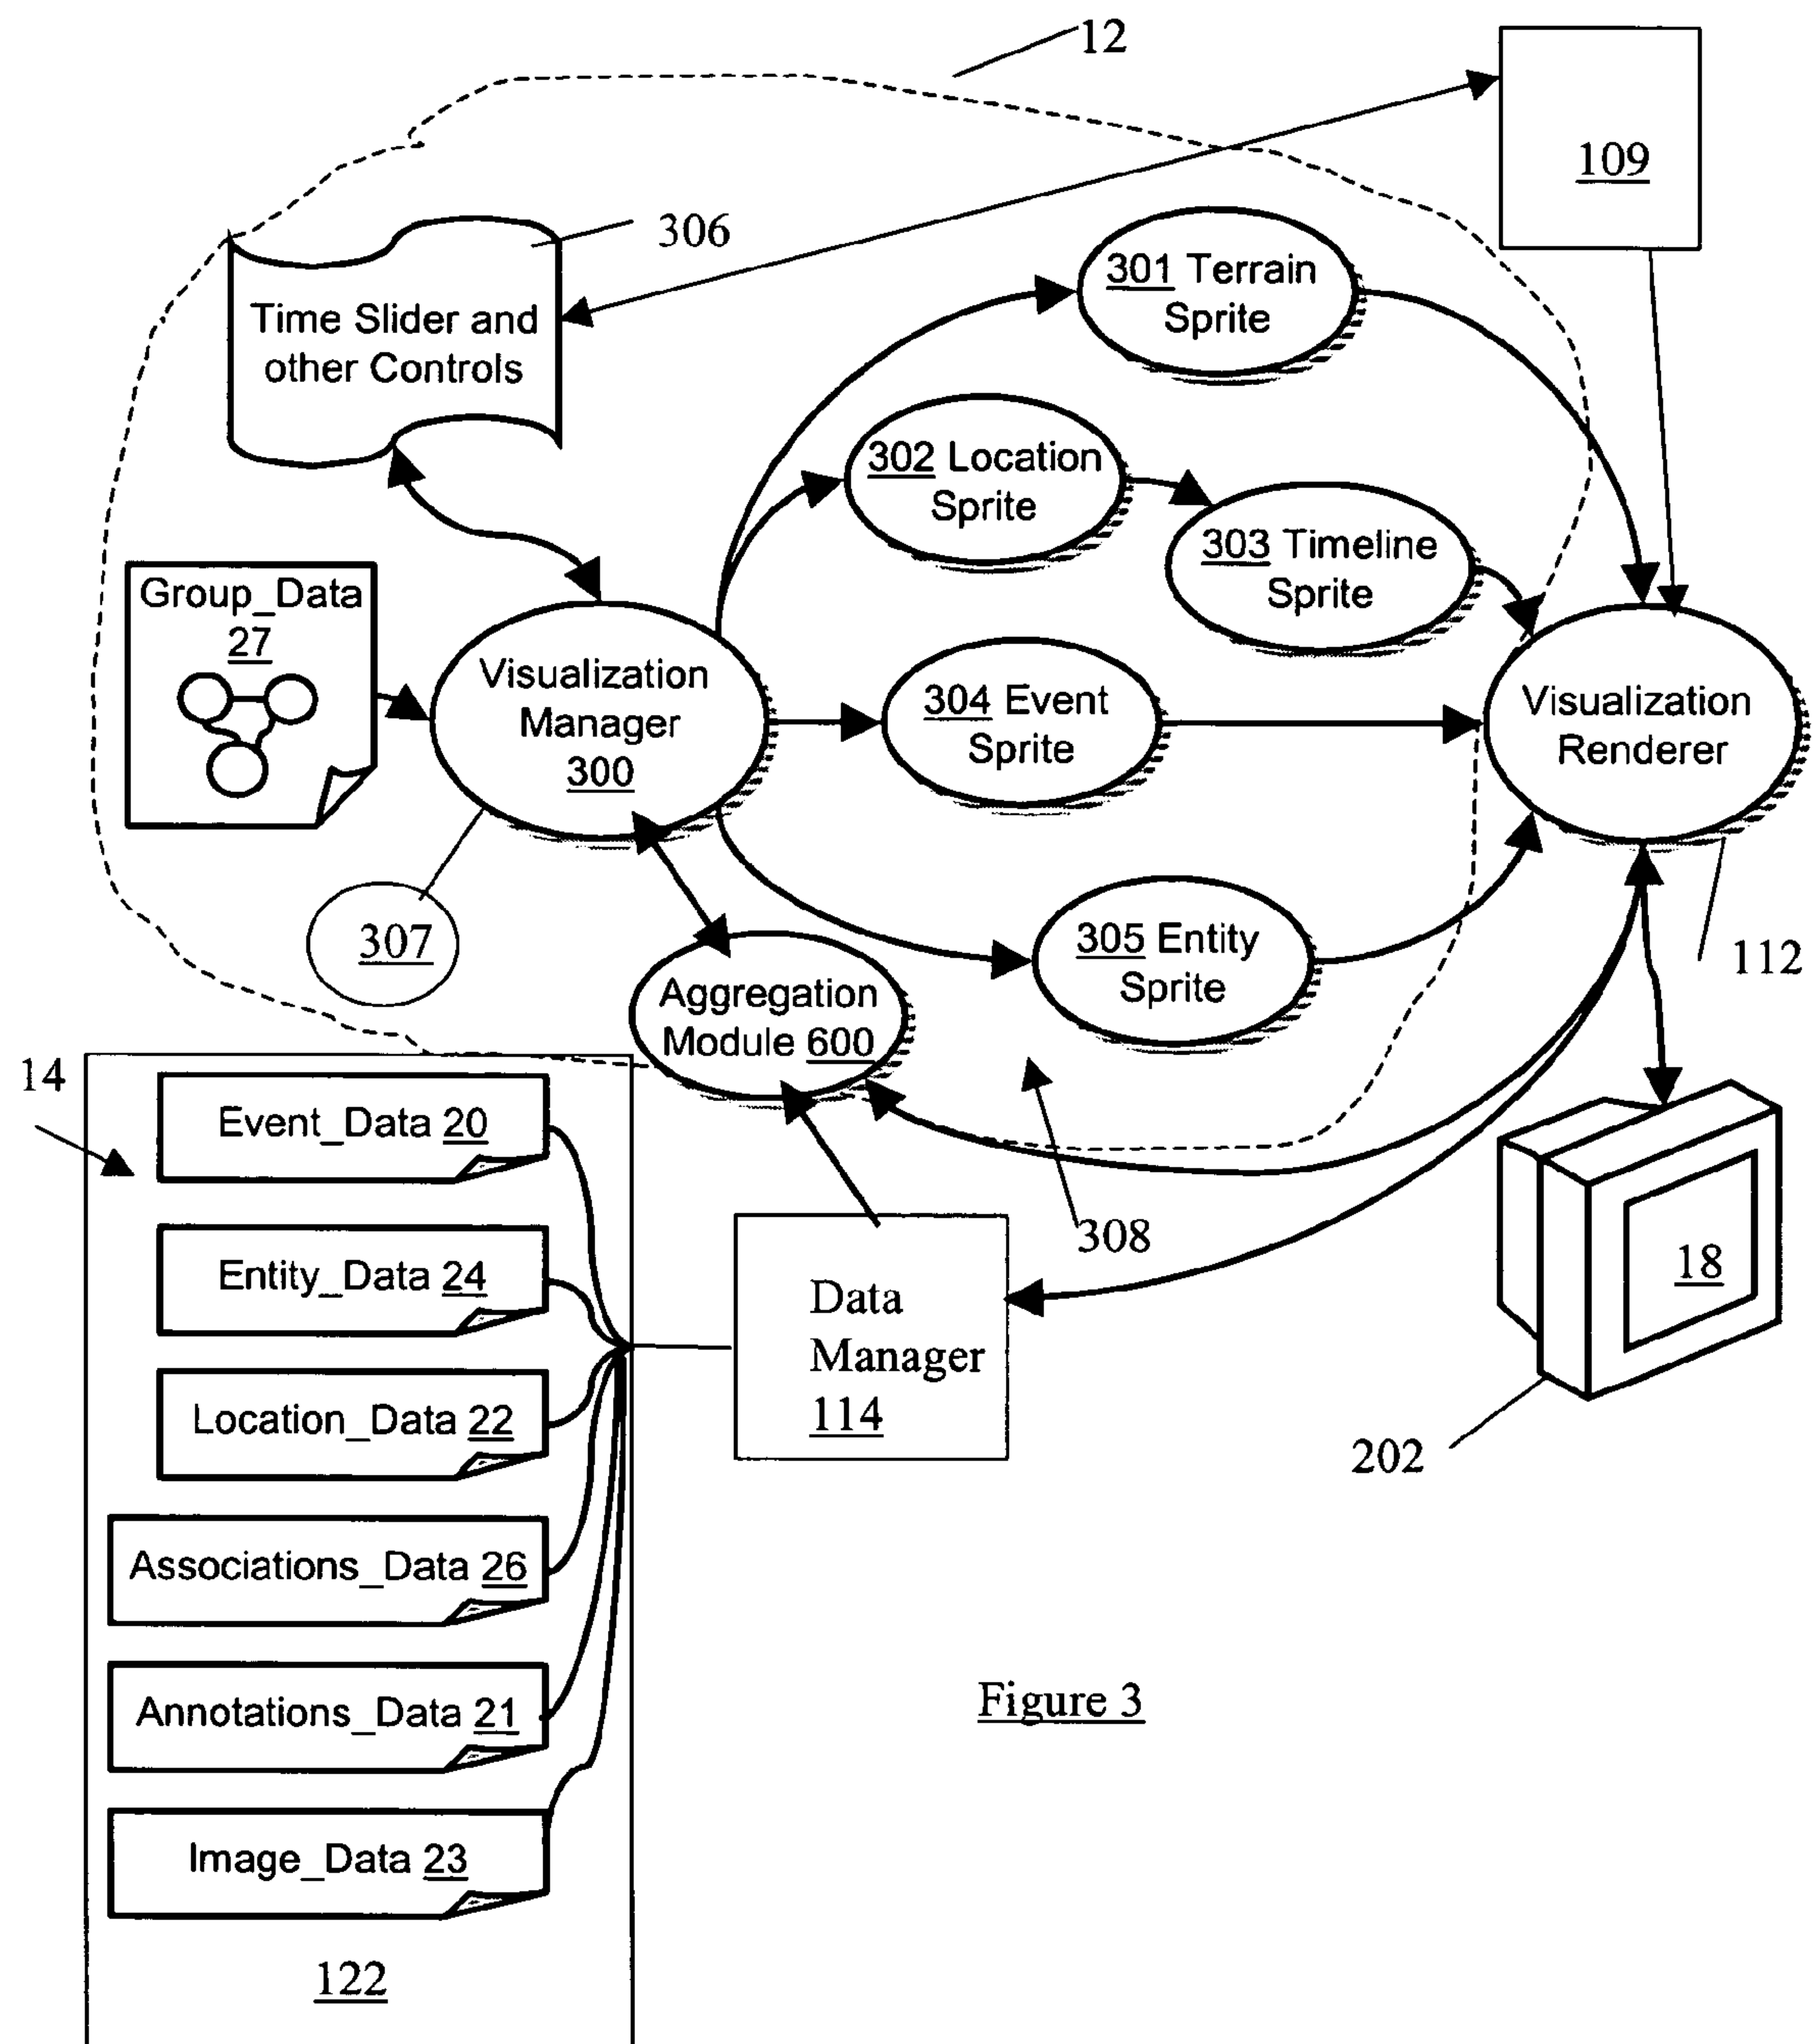 12
109
306
Time Slider and
other Controls
301 Terrain
Sprite
302 Location
Sprite
303 Timeline
Sprite
Group_Data
27
Visualization
Manager
300
304 Event
Sprite
Visualization
Renderer
307
305 Entity
Sprite
112
Aggregation
Module 600
14
Event_Data 20
308
Entity_Data 24
18
Data
Manager
114
Location_Data 22
202
Associations_Data 26
Annotations_Data 21
Figure 3
Image_Data 23
122